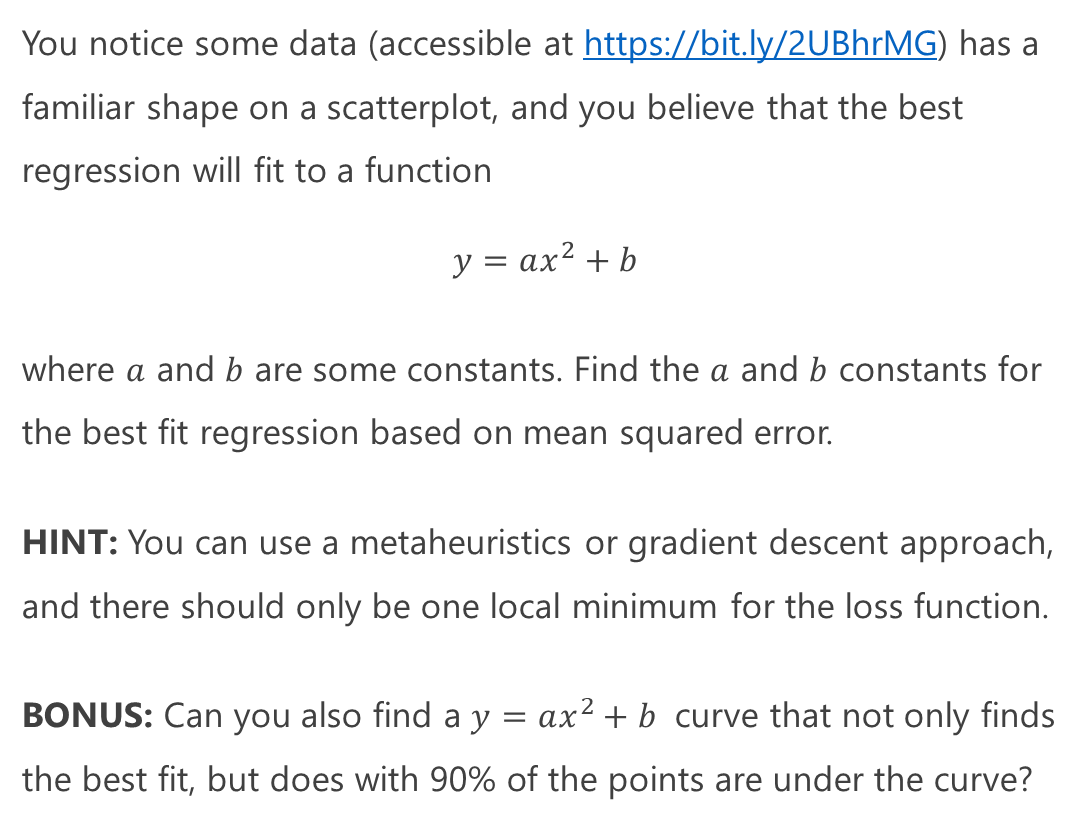 You notice some data (accessible at https://bit.ly/2UBhrMG) has a
familiar shape on a scatterplot, and you believe that the best
regression will fit to a function
y = ax² + b
where a and b are some constants. Find the a and b constants for
the best fit regression based on mean squared error.
HINT: You can use a metaheuristics or gradient descent approach,
and there should only be one local minimum for the loss function.
BONUS: Can you also find a y = ax² + b curve that not only finds
the best fit, but does with 90% of the points are under the curve?